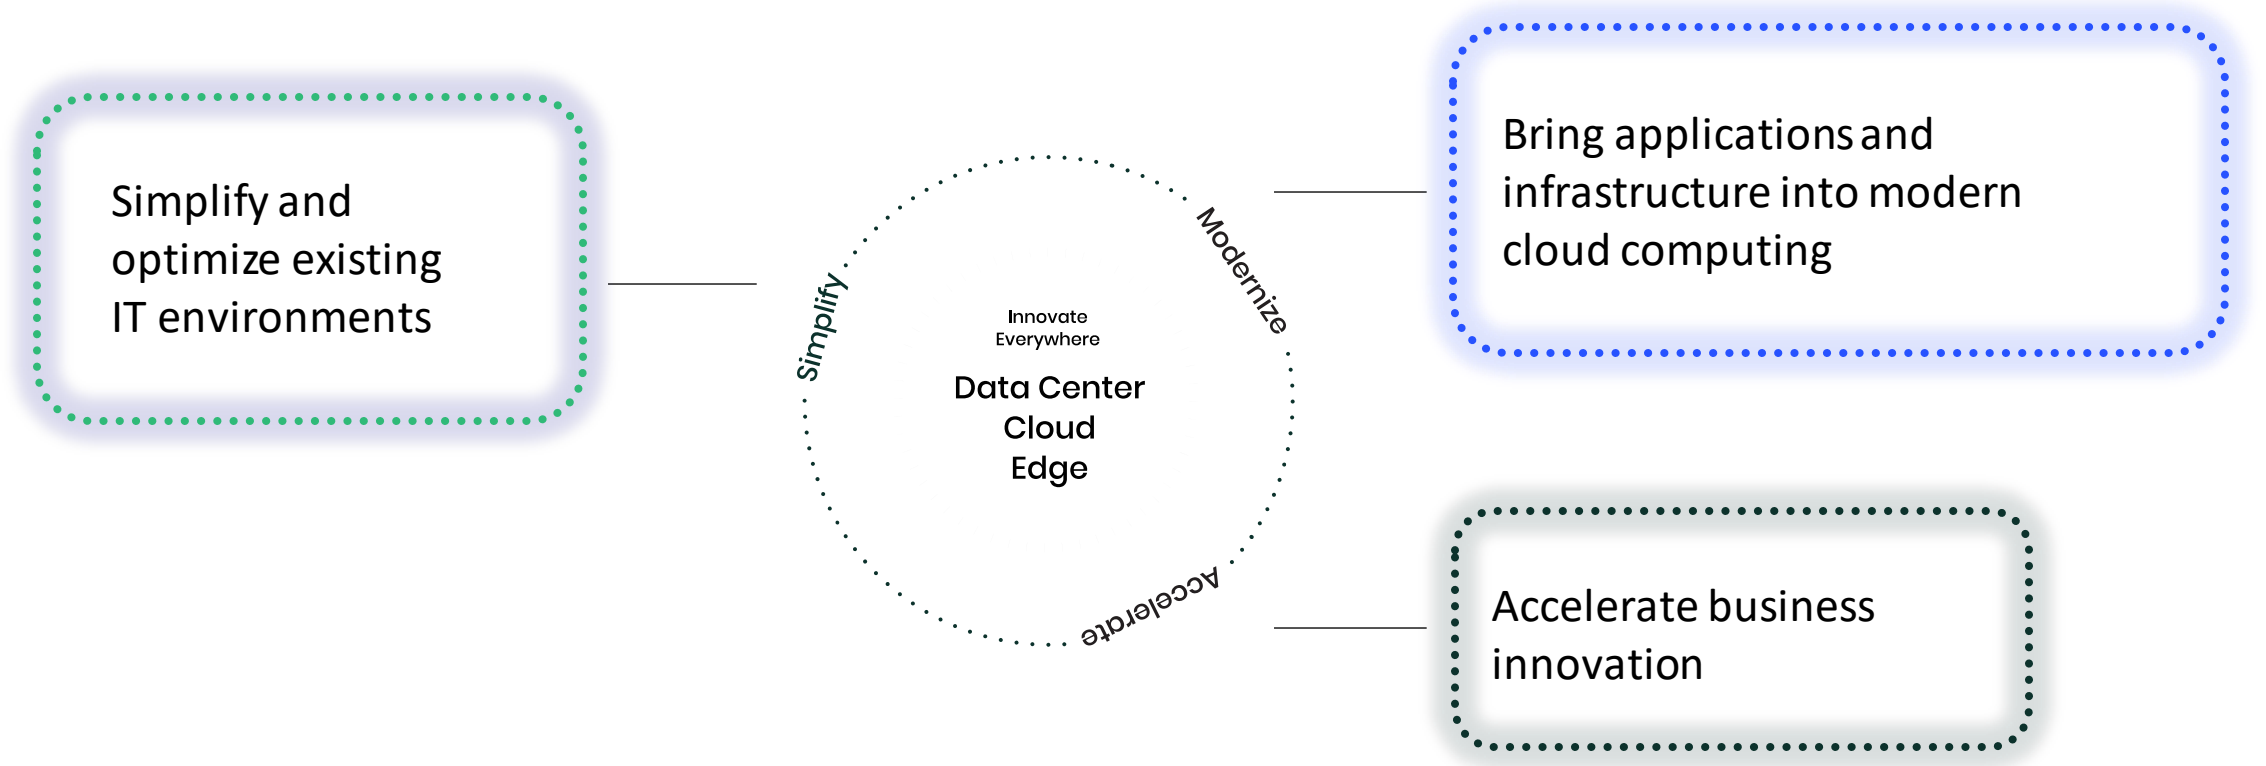 Simplify and
optimize existing
IT environments
Simplify
Innovate
Everywhere
Data Center
Cloud
Edge
Modernize
Accelerate
Bring applications and
infrastructure into modern
cloud computing
Accelerate business
innovation